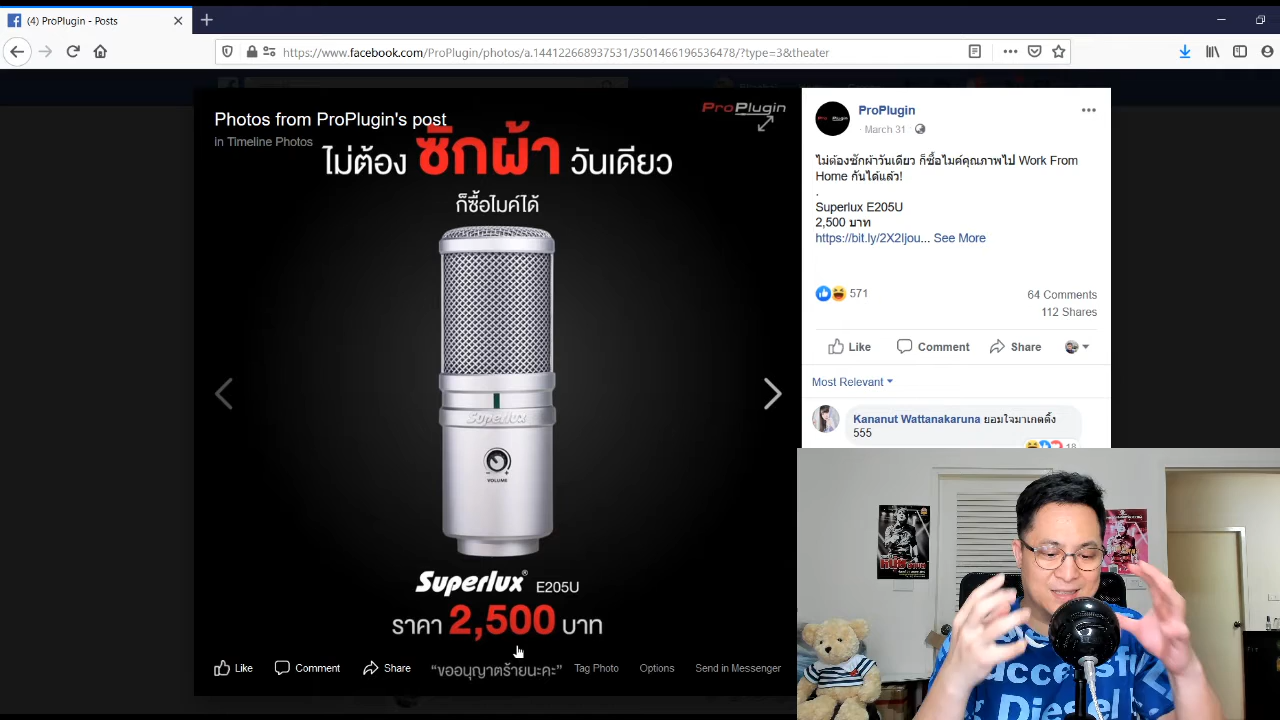 (4) ProPlugin - Posts
https://www.facebook.com/ProPlugin/photos/a.144122668937531/3501466196536478/?type=3&theater
Photos from ProPlugin's post
in Timeline Photos
ProPlugin
ไม่ต้อง ซักผ้า วันเดียว
ก็ซื้อไมค์ได้
Superlux
VOLUME
Superlux® E205U
ราคา 2,500 บาท
"ขออนุญาตร้ายนะคะ"
Like
Comment
Share
Tag Photo
Options
Send in Messenger
ProPlugin
· March 31
ไม่ต้องซักผ้าวันเดียว ก็ซื้อไมค์คุณภาพไป Work From
Home กันได้แล้ว!
.
Superlux E205U
2,500 บาท
https://bit.ly/2X2Ijou... See More
571
64 Comments
112 Shares
Like
Comment
Share
Most Relevant
Kananut Wattanakaruna ยอมใจมาเกตติ้ง
555
18
Successful
Diesel